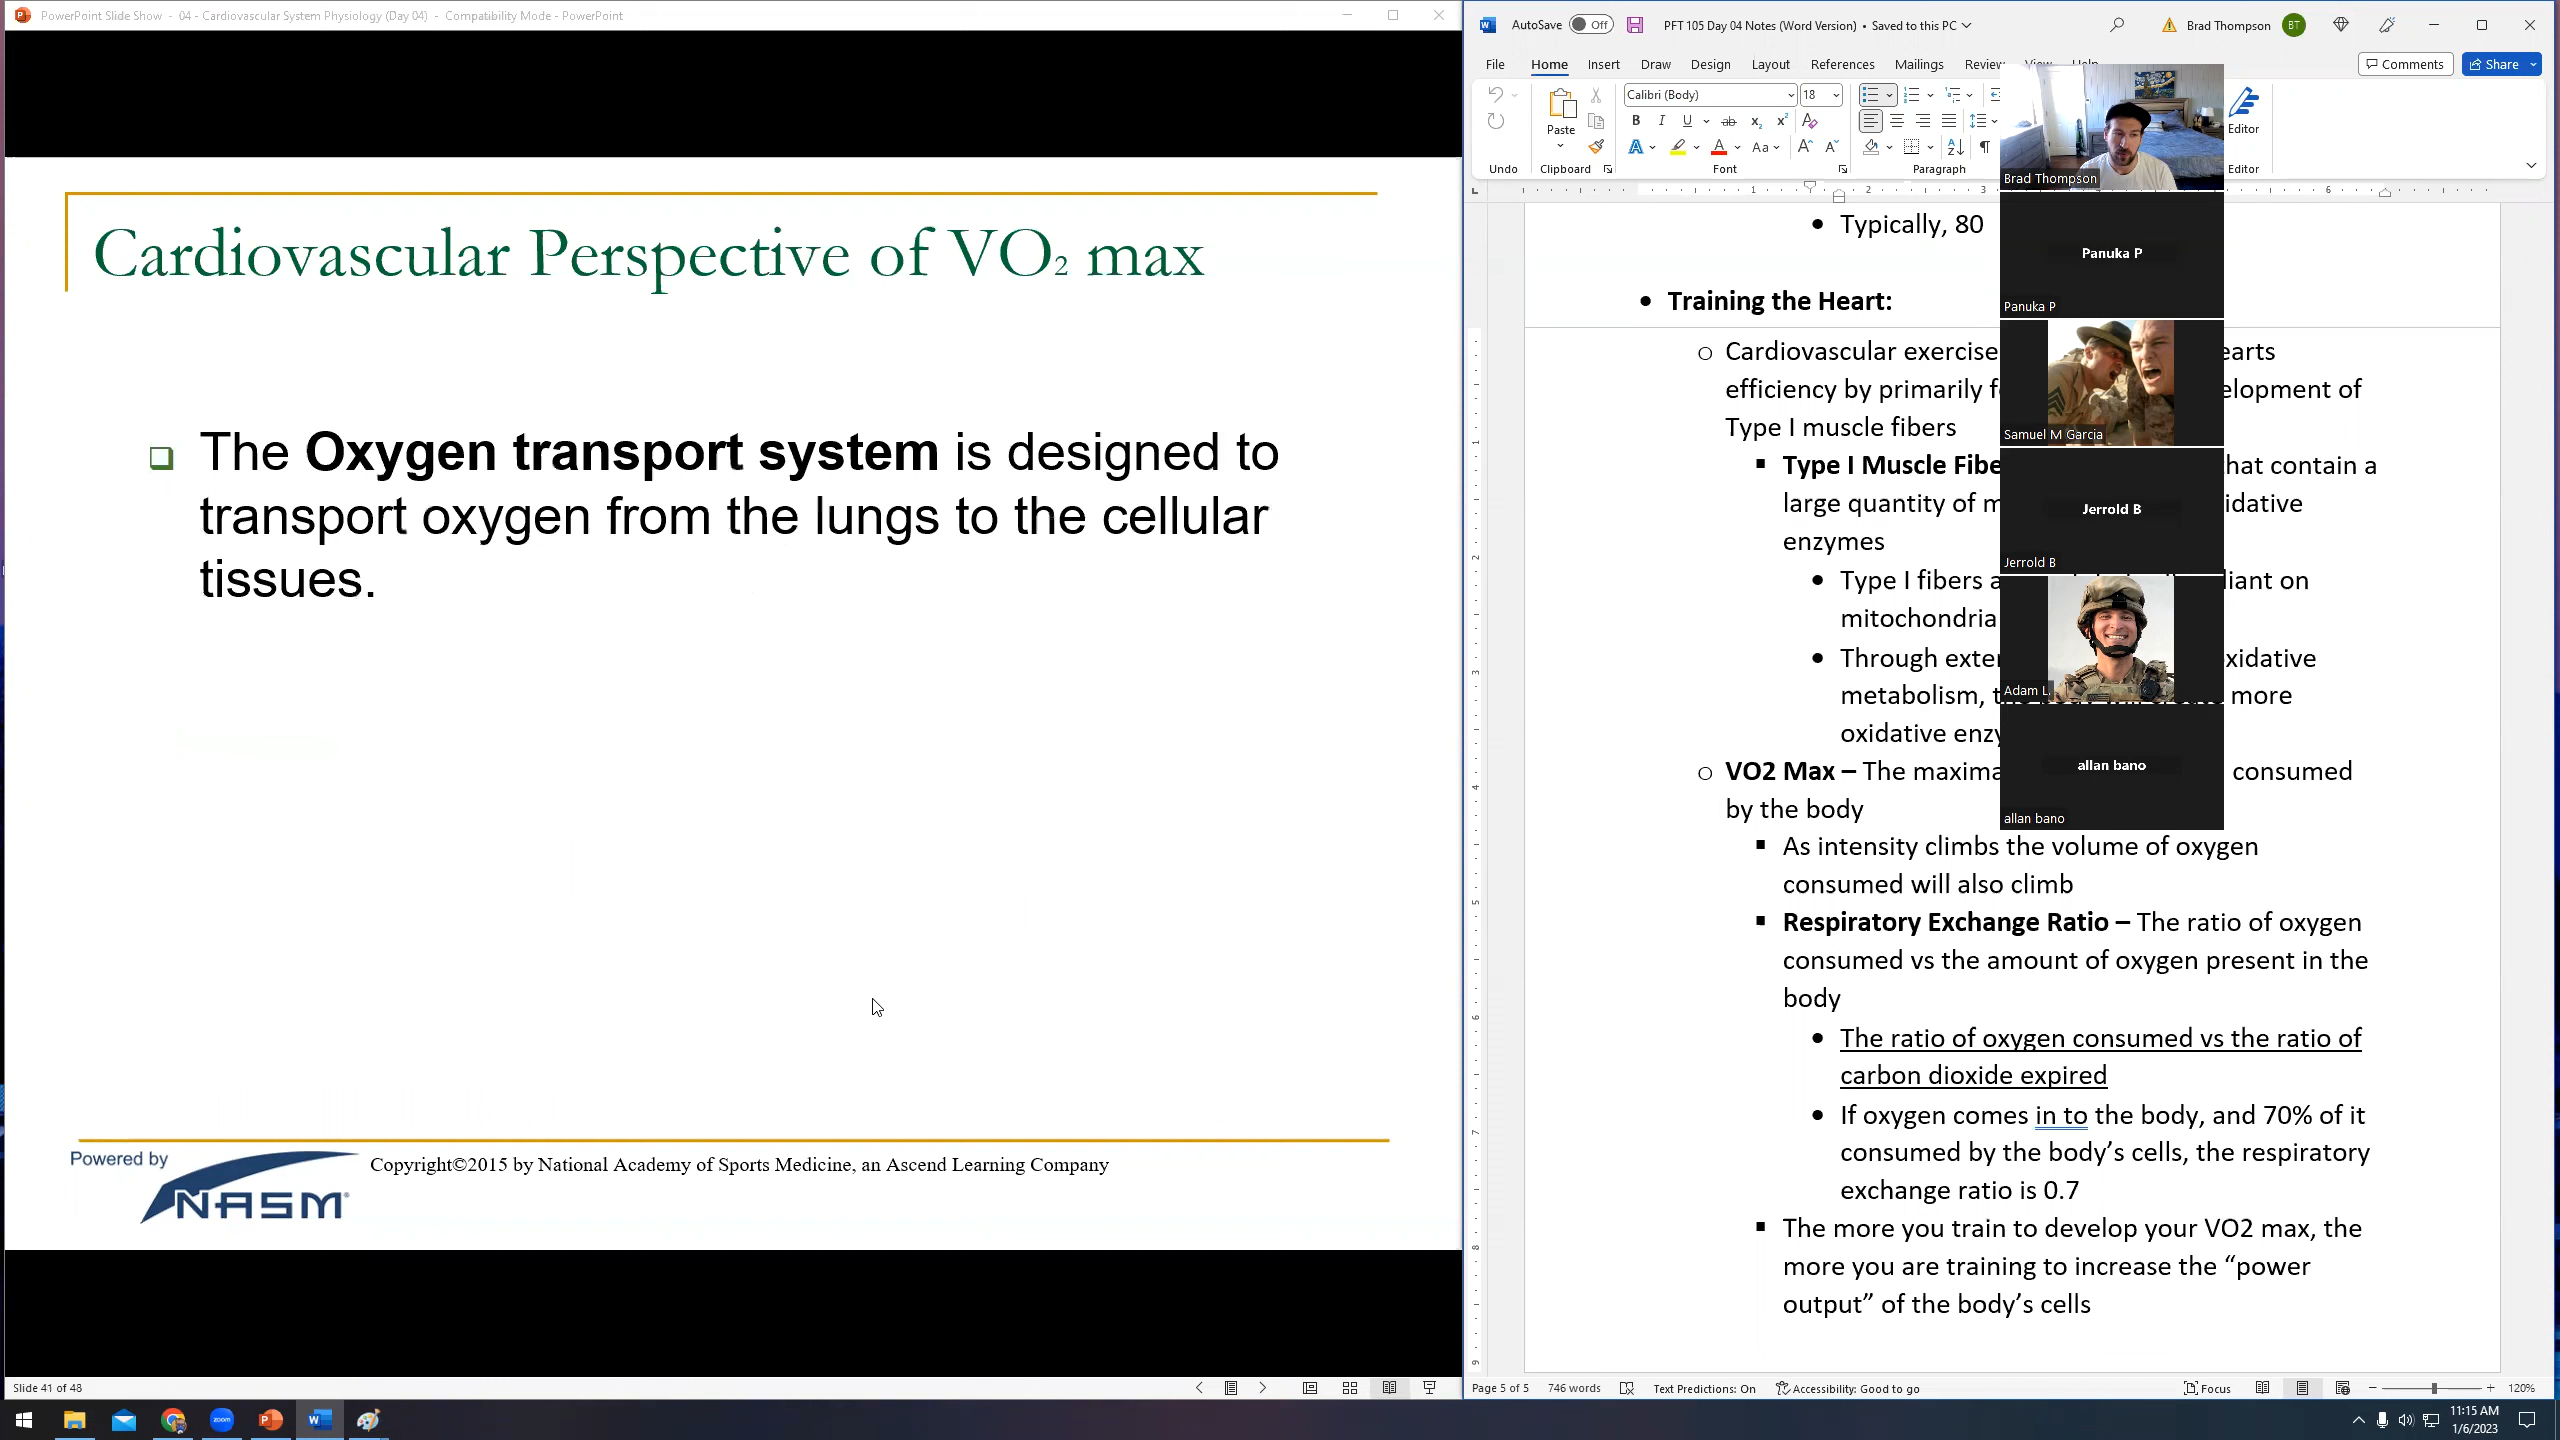 PowerPoint Slide Show - 04 - Cardiovascular System Physiology (Day 04) - Compatibility Mode - PowerPoint
Cardiovascular Perspective of VO2 max
The Oxygen transport system is designed to
transport oxygen from the lungs to the cellular
tissues.
Powered by
NASM
Copyright©2015 by National Academy of Sports Medicine, an Ascend Learning Company
Slide 41 of 48
AutoSave Off PFT 105 Day 04 Notes (Word Version) • Saved to this PC Brad Thompson BT
File Home Insert Draw Design Layout References Mailings Review View Help Comments Share
Calibri (Body) 18
Paste
Editor
Undo Clipboard Font Paragraph Editor
1 2 3 6
Typically, 80
Training the Heart:
Cardiovascular exercise earts
efficiency by primarily elopment of
Type I muscle fibers
Type I Muscle that contain a
large quantity of idative
enzymes
Type I fibers liant on
mitochondria
Through xidative
metabolism, more
oxidative
VO2 Max – The consumed
by the body
As intensity climbs the volume of oxygen
consumed will also climb
Respiratory Exchange Ratio – The ratio of oxygen
consumed vs the amount of oxygen present in the
body
The ratio of oxygen consumed vs the ratio of
carbon dioxide expired
If oxygen comes in to the body, and 70% of it
consumed by the body’s cells, the respiratory
exchange ratio is 0.7
The more you train to develop your VO2 max, the
more you are training to increase the “power
output” of the body’s cells
Brad Thompson
Panuka P
Panuka P
Samuel M Garcia
Jerrold B
Jerrold B
Adam L.
allan bano
allan bano
Page 5 of 5 746 words Text Predictions: On Accessibility: Good to go Focus 120%
zoom
11:15 AM
1/6/2023